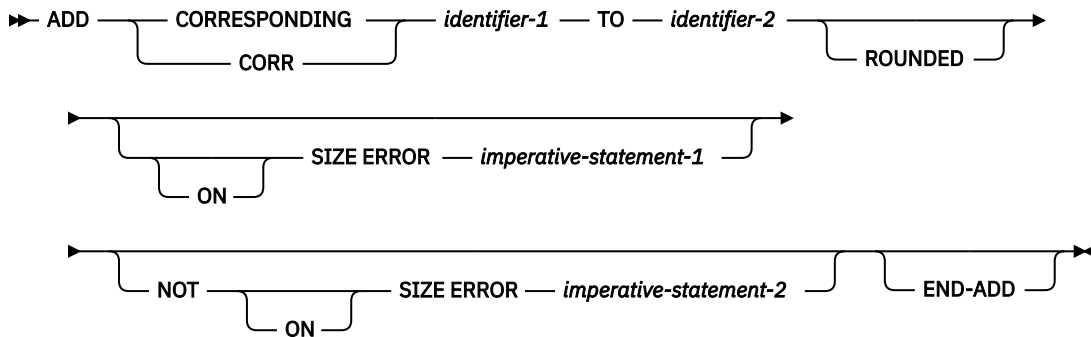 ADD CORRESPONDING identifier-1 TO identifier-2
CORR ROUNDED
SIZE ERROR imperative-statement-1
ON
NOT SIZE ERROR imperative-statement-2 END-ADD
ON